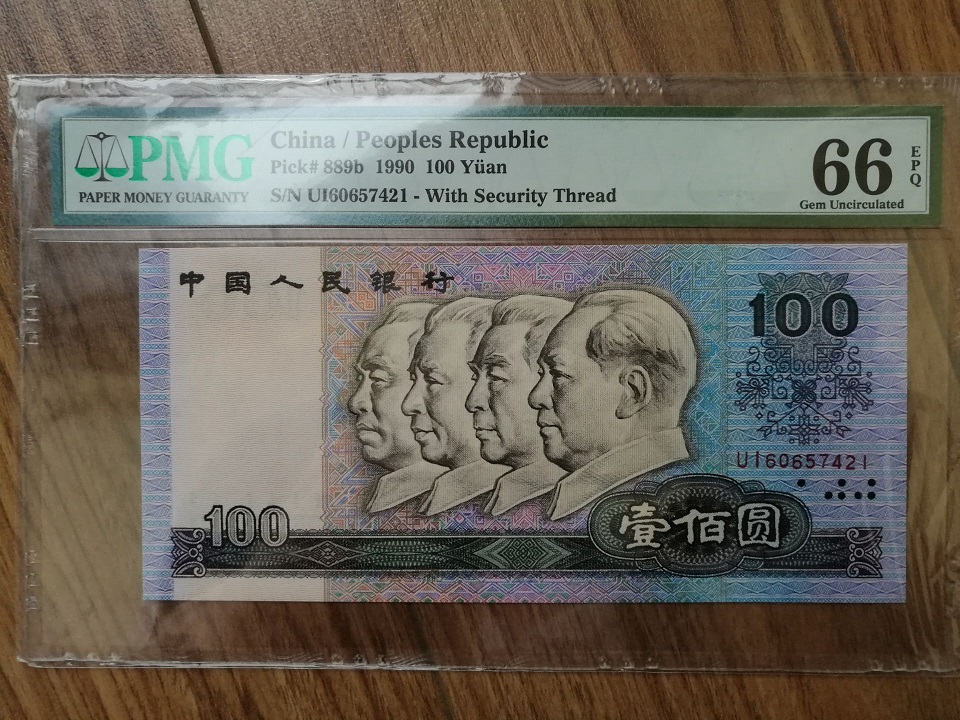 PMG
PAPER MONEY GUARANTY
China / Peoples Republic
Pick# 889b 1990 100 Yüan
S/N UI60657421 - With Security Thread
66
EPQ
Gem Uncirculated
中国人民银行
100
UI60657421
100
壹佰圆